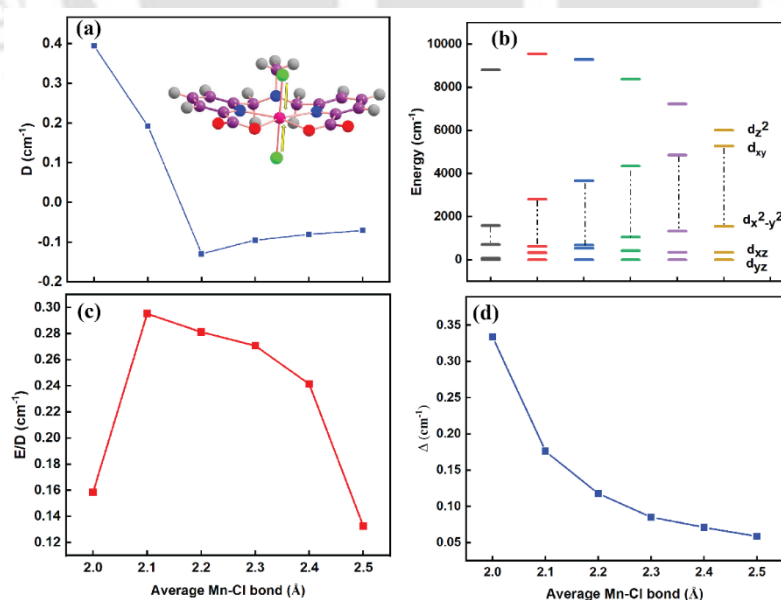 (a)
0.4
0.3
0.2
0.1
0.0
-0.1
-0.2
D (cm⁻¹)
(b)
10000
8000
6000
4000
2000
0
Energy (cm⁻¹)
d_z²
d_xy
d_x²-y²
d_xz
d_yz
(c)
0.30
0.28
0.26
0.24
0.22
0.20
0.18
0.16
0.14
0.12
E/D (cm⁻¹)
2.0 2.1 2.2 2.3 2.4 2.5
Average Mn-Cl bond (Å)
(d)
0.35
0.30
0.25
0.20
0.15
0.10
0.05
Δ (cm⁻¹)
2.0 2.1 2.2 2.3 2.4 2.5
Average Mn-Cl bond (Å)